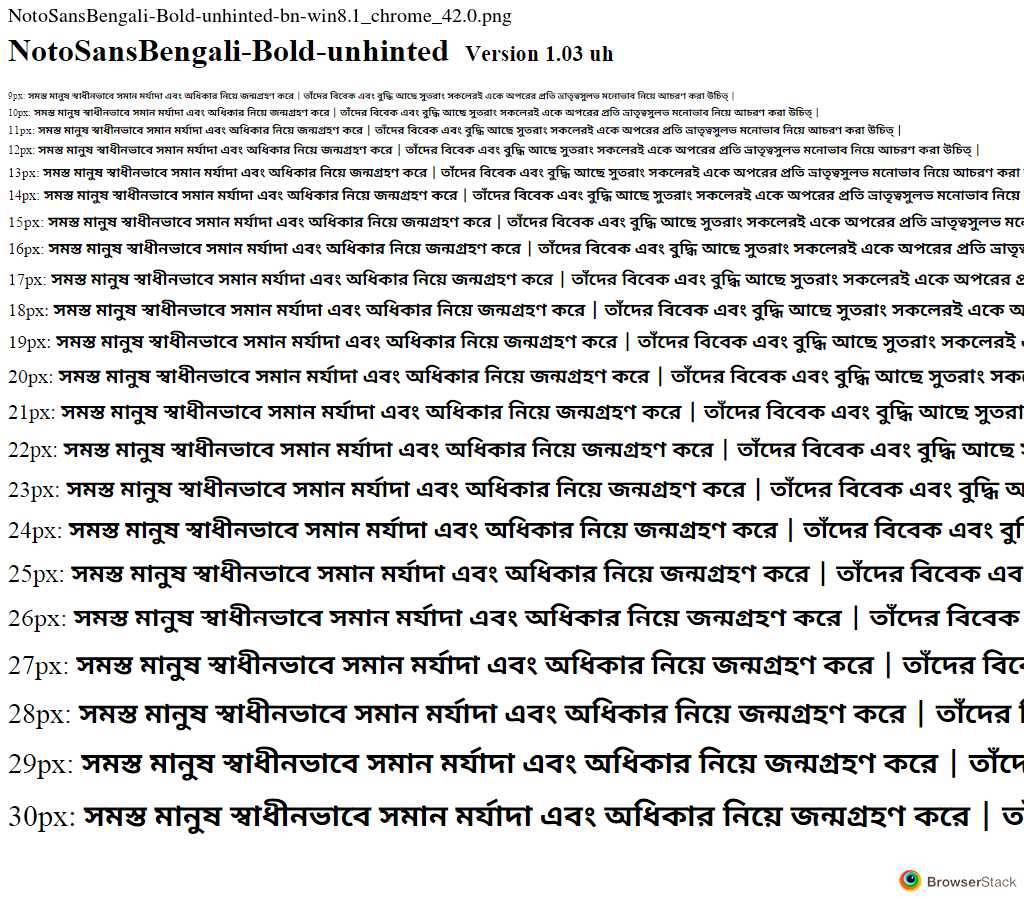 NotoSansBengali-Bold-unhinted-bn-win8.1_chrome_42.0.png
NotoSansBengali-Bold-unhinted Version 1.03 uh
9px: সমস্ত মানুষ স্বাধীনভাবে সমান মর্যাদা এবং অধিকার নিয়ে জন্মগ্রহণ করে | তাঁদের বিবেক এবং বুদ্ধি আছে সুতরাং সকলেরই একে অপরের প্রতি ভ্রাতৃত্বসুলভ মনোভাব নিয়ে আচরণ করা উচিত্ |
10px: সমস্ত মানুষ স্বাধীনভাবে সমান মর্যাদা এবং অধিকার নিয়ে জন্মগ্রহণ করে | তাঁদের বিবেক এবং বুদ্ধি আছে সুতরাং সকলেরই একে অপরের প্রতি ভ্রাতৃত্বসুলভ মনোভাব নিয়ে আচরণ করা উচিত্ |
11px: সমস্ত মানুষ স্বাধীনভাবে সমান মর্যাদা এবং অধিকার নিয়ে জন্মগ্রহণ করে | তাঁদের বিবেক এবং বুদ্ধি আছে সুতরাং সকলেরই একে অপরের প্রতি ভ্রাতৃত্বসুলভ মনোভাব নিয়ে আচরণ করা উচিত্ |
12px: সমস্ত মানুষ স্বাধীনভাবে সমান মর্যাদা এবং অধিকার নিয়ে জন্মগ্রহণ করে | তাঁদের বিবেক এবং বুদ্ধি আছে সুতরাং সকলেরই একে অপরের প্রতি ভ্রাতৃত্বসুলভ মনোভাব নিয়ে আচরণ করা উচিত্ |
13px: সমস্ত মানুষ স্বাধীনভাবে সমান মর্যাদা এবং অধিকার নিয়ে জন্মগ্রহণ করে | তাঁদের বিবেক এবং বুদ্ধি আছে সুতরাং সকলেরই একে অপরের প্রতি ভ্রাতৃত্বসুলভ মনোভাব নিয়ে আচরণ করা
14px: সমস্ত মানুষ স্বাধীনভাবে সমান মর্যাদা এবং অধিকার নিয়ে জন্মগ্রহণ করে | তাঁদের বিবেক এবং বুদ্ধি আছে সুতরাং সকলেরই একে অপরের প্রতি ভ্রাতৃত্বসুলভ মনোভাব নিয়ে
15px: সমস্ত মানুষ স্বাধীনভাবে সমান মর্যাদা এবং অধিকার নিয়ে জন্মগ্রহণ করে | তাঁদের বিবেক এবং বুদ্ধি আছে সুতরাং সকলেরই একে অপরের প্রতি ভ্রাতৃত্বসুলভ
16px: সমস্ত মানুষ স্বাধীনভাবে সমান মর্যাদা এবং অধিকার নিয়ে জন্মগ্রহণ করে | তাঁদের বিবেক এবং বুদ্ধি আছে সুতরাং সকলেরই একে অপরের প্রতি
17px: সমস্ত মানুষ স্বাধীনভাবে সমান মর্যাদা এবং অধিকার নিয়ে জন্মগ্রহণ করে | তাঁদের বিবেক এবং বুদ্ধি আছে সুতরাং সকলেরই একে অপরের
18px: সমস্ত মানুষ স্বাধীনভাবে সমান মর্যাদা এবং অধিকার নিয়ে জন্মগ্রহণ করে | তাঁদের বিবেক এবং বুদ্ধি আছে সুতরাং সকলেরই একে
19px: সমস্ত মানুষ স্বাধীনভাবে সমান মর্যাদা এবং অধিকার নিয়ে জন্মগ্রহণ করে | তাঁদের বিবেক এবং বুদ্ধি আছে সুতরাং সকলেরই
20px: সমস্ত মানুষ স্বাধীনভাবে সমান মর্যাদা এবং অধিকার নিয়ে জন্মগ্রহণ করে | তাঁদের বিবেক এবং বুদ্ধি আছে সুতরাং
21px: সমস্ত মানুষ স্বাধীনভাবে সমান মর্যাদা এবং অধিকার নিয়ে জন্মগ্রহণ করে | তাঁদের বিবেক এবং বুদ্ধি আছে
22px: সমস্ত মানুষ স্বাধীনভাবে সমান মর্যাদা এবং অধিকার নিয়ে জন্মগ্রহণ করে | তাঁদের বিবেক এবং বুদ্ধি আছে
23px: সমস্ত মানুষ স্বাধীনভাবে সমান মর্যাদা এবং অধিকার নিয়ে জন্মগ্রহণ করে | তাঁদের বিবেক এবং বুদ্ধি
24px: সমস্ত মানুষ স্বাধীনভাবে সমান মর্যাদা এবং অধিকার নিয়ে জন্মগ্রহণ করে | তাঁদের বিবেক এবং
25px: সমস্ত মানুষ স্বাধীনভাবে সমান মর্যাদা এবং অধিকার নিয়ে জন্মগ্রহণ করে | তাঁদের বিবেক
26px: সমস্ত মানুষ স্বাধীনভাবে সমান মর্যাদা এবং অধিকার নিয়ে জন্মগ্রহণ করে | তাঁদের বিবেক
27px: সমস্ত মানুষ স্বাধীনভাবে সমান মর্যাদা এবং অধিকার নিয়ে জন্মগ্রহণ করে | তাঁদের
28px: সমস্ত মানুষ স্বাধীনভাবে সমান মর্যাদা এবং অধিকার নিয়ে জন্মগ্রহণ করে | তাঁদের
29px: সমস্ত মানুষ স্বাধীনভাবে সমান মর্যাদা এবং অধিকার নিয়ে জন্মগ্রহণ করে |
30px: সমস্ত মানুষ স্বাধীনভাবে সমান মর্যাদা এবং অধিকার নিয়ে জন্মগ্রহণ করে |
BrowserStack